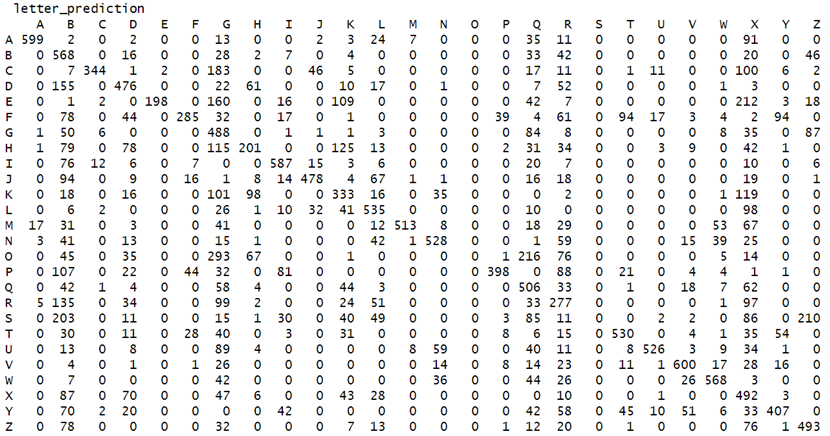 letter_prediction
A B C D E F G H I J K L M N O P Q R S T U V W X Y Z
A 599 2 0 2 0 0 13 0 0 2 3 24 7 0 0 0 35 11 0 0 0 0 0 91 0 0
B 0 568 0 16 0 0 28 2 7 0 4 0 0 0 0 0 33 42 0 0 0 0 0 20 0 46
C 0 7 344 1 2 0 183 0 0 46 5 0 0 0 0 0 17 11 0 1 11 0 0 100 6 2
D 0 155 0 476 0 0 22 61 0 0 10 17 0 1 0 0 7 52 0 0 0 0 1 3 0 0
E 0 1 2 0 198 0 160 0 16 0 109 0 0 0 0 0 42 7 0 0 0 0 0 212 3 18
F 0 78 0 44 0 285 32 0 17 0 1 0 0 0 0 39 4 61 0 94 17 3 4 2 94 0
G 1 50 6 0 0 0 488 0 1 1 1 3 0 0 0 0 84 8 0 0 0 0 8 35 0 87
H 1 79 0 78 0 0 115 201 0 0 125 13 0 0 0 2 31 34 0 0 3 9 0 42 1 0
I 0 76 12 6 0 7 0 0 587 15 3 6 0 0 0 0 20 7 0 0 0 0 0 10 0 6
J 0 94 0 9 0 16 1 8 14 478 4 67 1 1 0 0 16 18 0 0 0 0 0 19 0 1
K 0 18 0 16 0 0 101 98 0 0 333 16 0 35 0 0 0 2 0 0 0 0 1 119 0 0
L 0 6 2 0 0 0 26 1 10 32 41 535 0 0 0 0 10 0 0 0 0 0 0 98 0 0
M 17 31 0 3 0 0 41 0 0 0 0 12 513 8 0 0 18 29 0 0 0 0 53 67 0 0
N 3 41 0 13 0 0 15 1 0 0 0 42 1 528 0 0 1 59 0 0 0 15 39 25 0 0
O 0 45 0 35 0 0 293 67 0 0 1 0 0 0 0 1 216 76 0 0 0 0 5 14 0 0
P 0 107 0 22 0 44 32 0 81 0 0 0 0 0 0 398 0 88 0 21 0 4 4 1 1 0
Q 0 42 1 4 0 0 58 4 0 0 44 3 0 0 0 0 506 33 0 1 0 18 7 62 0 0
R 5 135 0 34 0 0 99 2 0 0 24 51 0 0 0 0 33 277 0 0 0 0 1 97 0 0
S 0 203 0 11 0 0 15 1 30 0 40 49 0 0 0 3 85 11 0 0 2 2 0 86 0 210
T 0 30 0 11 0 28 40 0 3 0 31 0 0 0 0 8 6 15 0 530 0 4 1 35 54 0
U 0 13 0 8 0 0 89 4 0 0 0 0 8 59 0 0 40 11 0 8 526 3 9 34 1 0
V 0 4 0 1 0 1 26 0 0 0 0 0 0 14 0 8 14 23 0 11 1 600 17 28 16 0
W 0 7 0 0 0 0 42 0 0 0 0 0 0 36 0 0 44 26 0 0 0 26 568 3 0 0
X 0 87 0 70 0 0 47 6 0 0 43 28 0 0 0 0 0 10 0 0 1 0 0 492 3 0
Y 0 70 2 20 0 0 0 0 42 0 0 0 0 0 0 0 42 58 0 45 10 51 6 33 407 0
Z 0 78 0 0 0 0 32 0 0 0 7 13 0 0 0 1 12 20 0 1 0 0 0 76 1 493